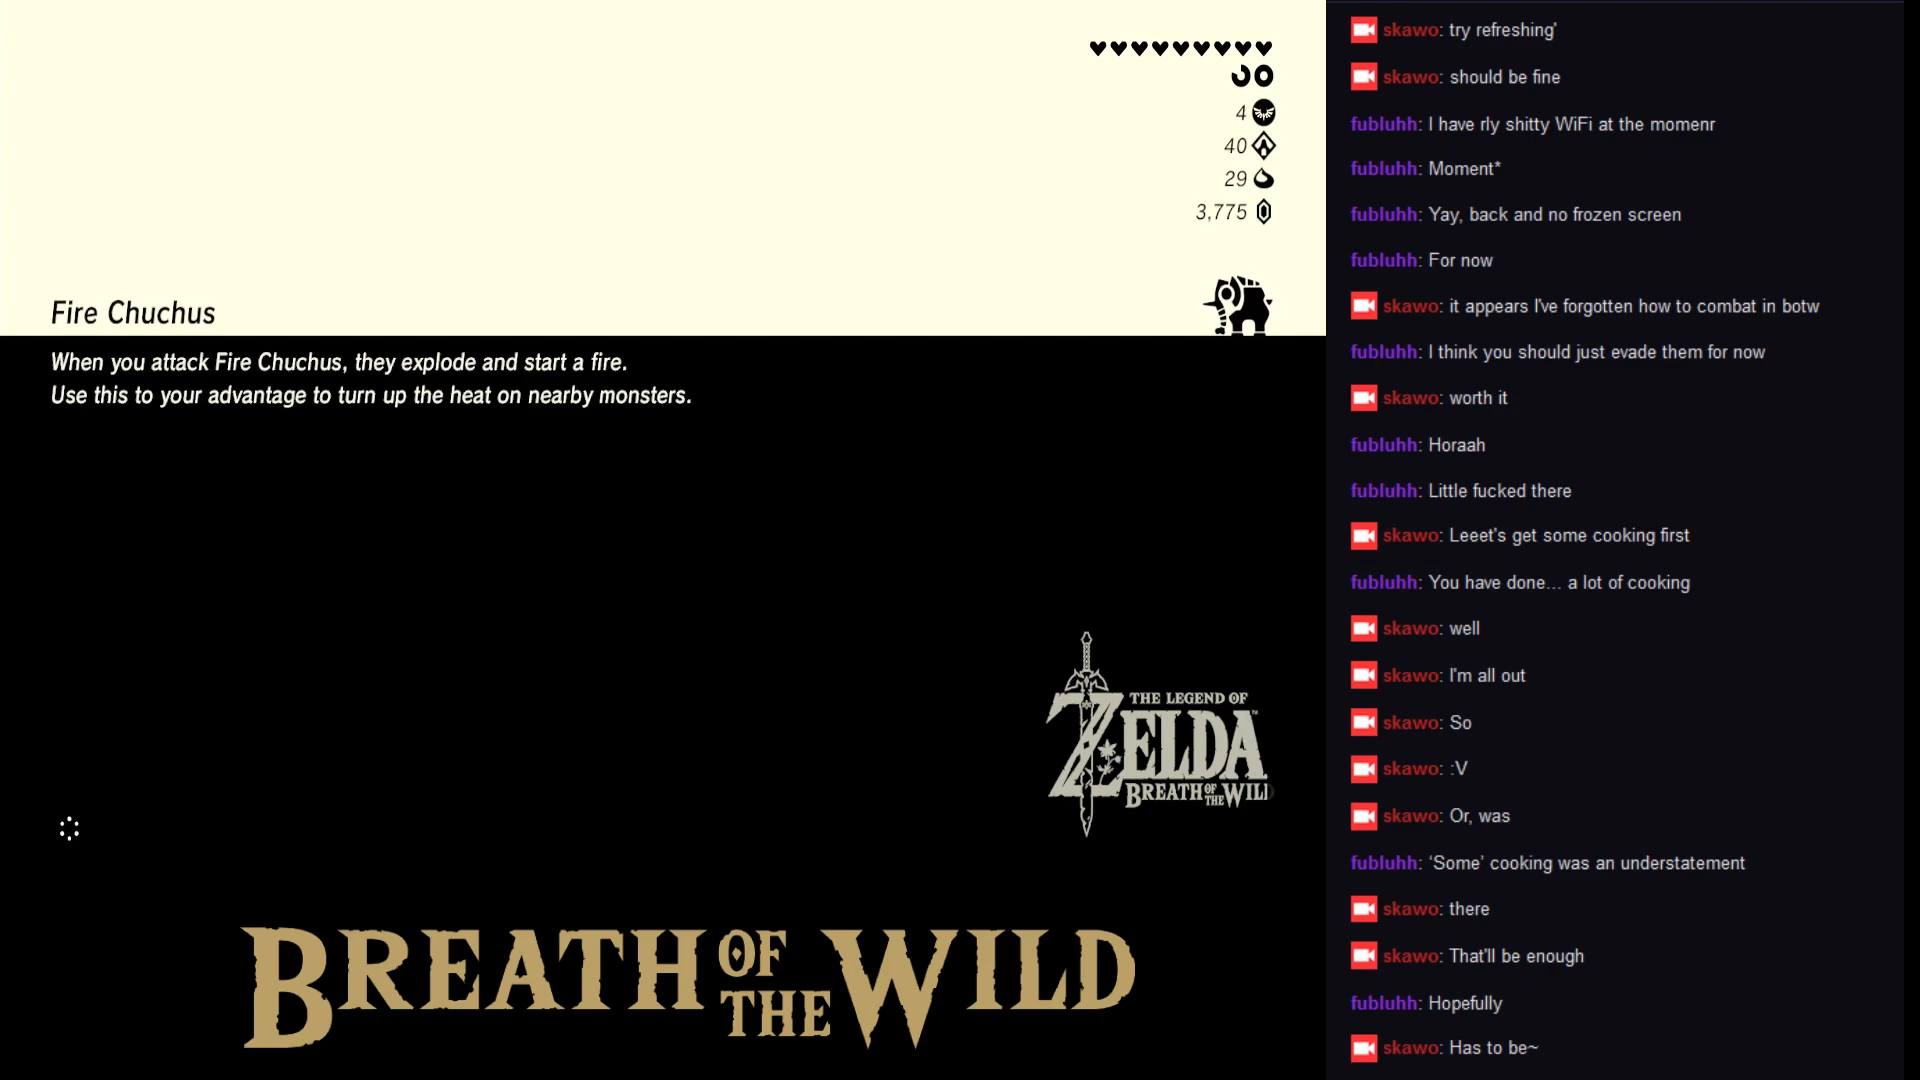 4
40
29
3,775
Fire Chuchus
When you attack Fire Chuchus, they explode and start a fire.
Use this to your advantage to turn up the heat on nearby monsters.
THE LEGEND OF
ZELDA
BREATH OF THE WILD
BREATH OF THE WILD
skawo: try refreshing'
skawo: should be fine
fubluhh: I have rly shitty WiFi at the momenr
fubluhh: Moment*
fubluhh: Yay, back and no frozen screen
fubluhh: For now
skawo: it appears I've forgotten how to combat in botw
fubluhh: I think you should just evade them for now
skawo: worth it
fubluhh: Horaah
fubluhh: Little fucked there
skawo: Leeet's get some cooking first
fubluhh: You have done... a lot of cooking
skawo: well
skawo: I'm all out
skawo: So
skawo: :V
skawo: Or, was
fubluhh: ‘Some’ cooking was an understatement
skawo: there
skawo: That'll be enough
fubluhh: Hopefully
skawo: Has to be~